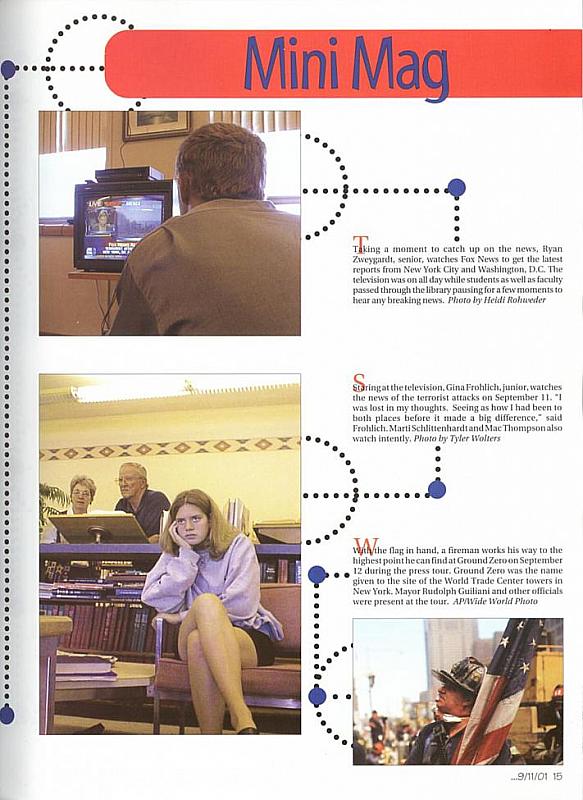 Mini Mag
LIVE
Taking a moment to catch up on the news, Ryan
Zweygardt, senior, watches Fox News to get the latest
reports from New York City and Washington, D.C. The
television was on all day while students as well as faculty
passed through the library pausing for a few moments to
hear any breaking news. Photo by Heidi Rohweder
Staring at the television, Gina Frohlich, junior, watches
the news of the terrorist attacks on September 11. "I
was lost in my thoughts. Seeing as how I had been to
both places before it made a big difference," said
Frohlich. Marti Schlittenhardt and Mac Thompson also
watch intently. Photo by Tyler Wolters
With the flag in hand, a fireman works his way to the
highest point he can find at Ground Zero on September
12 during the press tour. Ground Zero was the name
given to the site of the World Trade Center towers in
New York. Mayor Rudolph Guiliani and other officials
were present at the tour. AP/Wide World Photo
...9/11/01 15